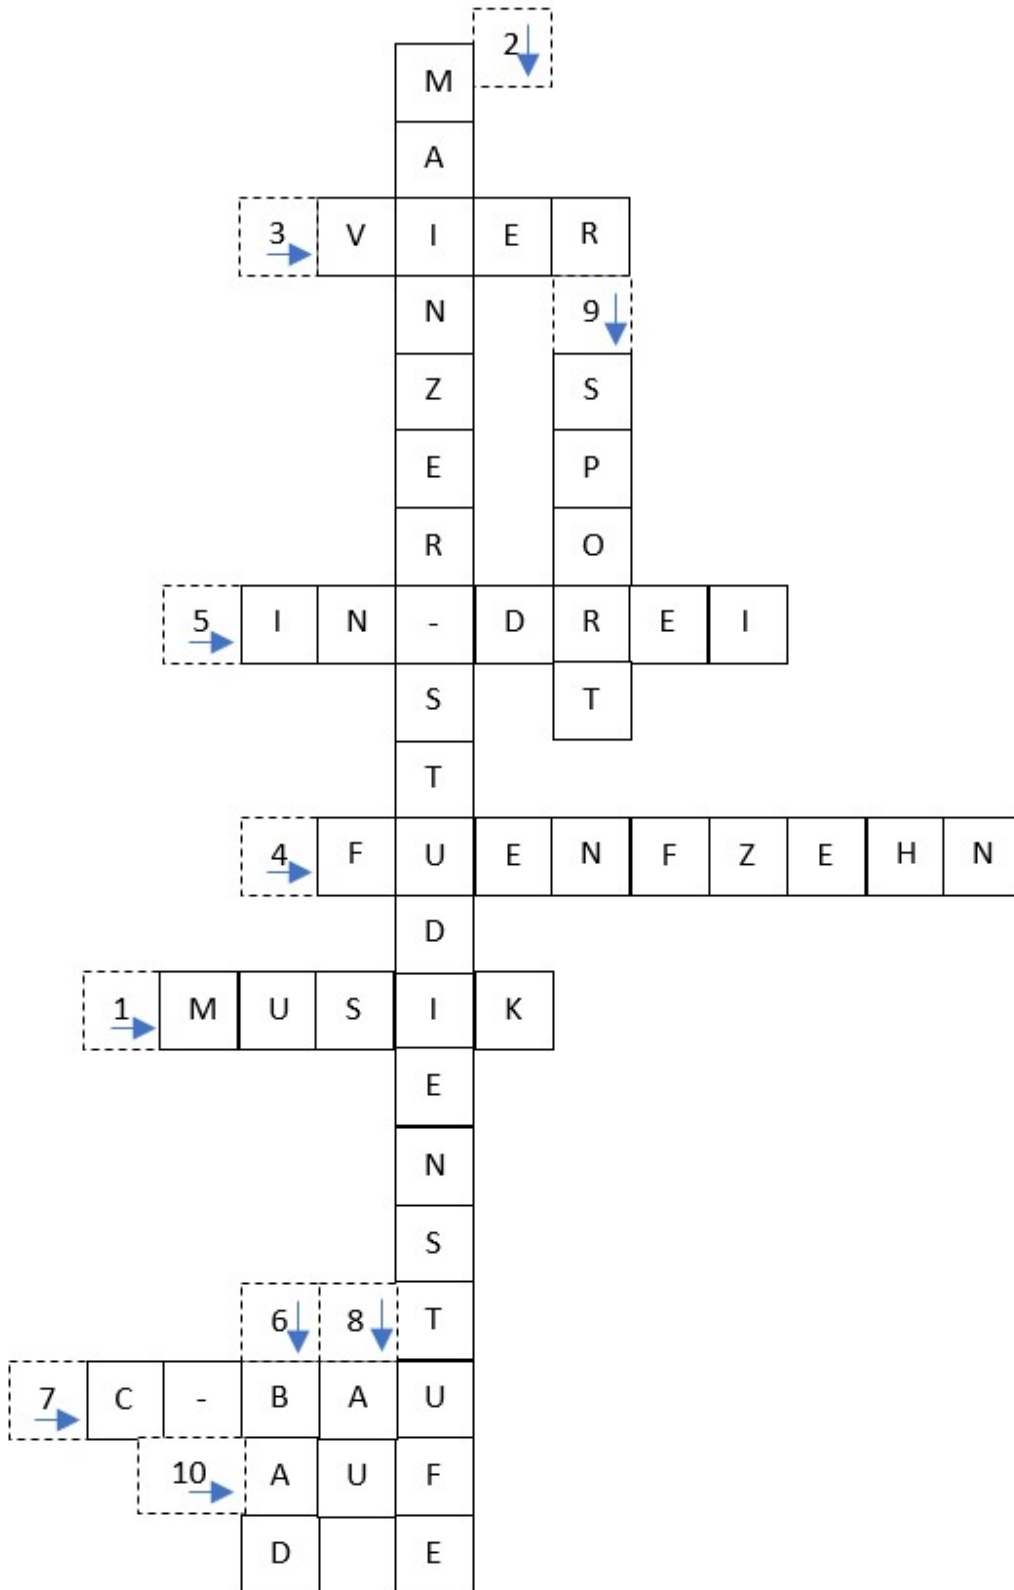 2
M
A
3 V I E R
N 9
Z S
E P
R O
5 I N - D R E I
S T
T
4 F U E N F Z E H N
D
1 M U S I K
E
N
S
6 8 T
7 C - B A U
10 A U F
D E